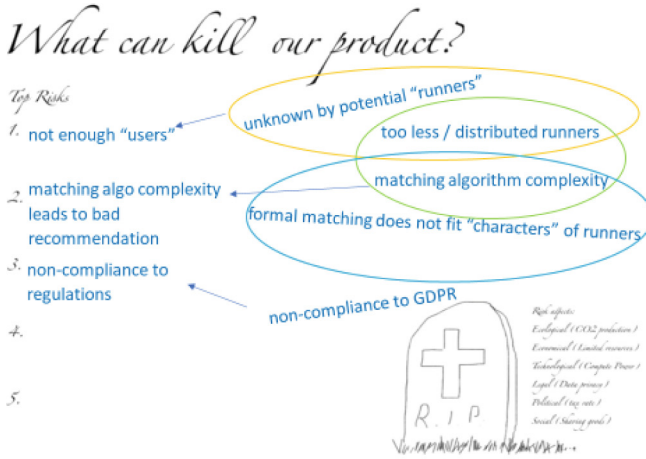 What can kill our product?
Top Risks
1. not enough “users”
2. matching algo complexity
leads to bad
recommendation
3. non-compliance to
regulations
4.
5.
unknown by potential “runners”
too less / distributed runners
matching algorithm complexity
formal matching does not fit “characters” of runners
non-compliance to GDPR
R.I.P
Risk aspects:
Ecological (CO2 production)
Economical (Limited resources)
Technological (Compute Power)
Legal (Data privacy)
Political (tax rate)
Social (Sharing goods)